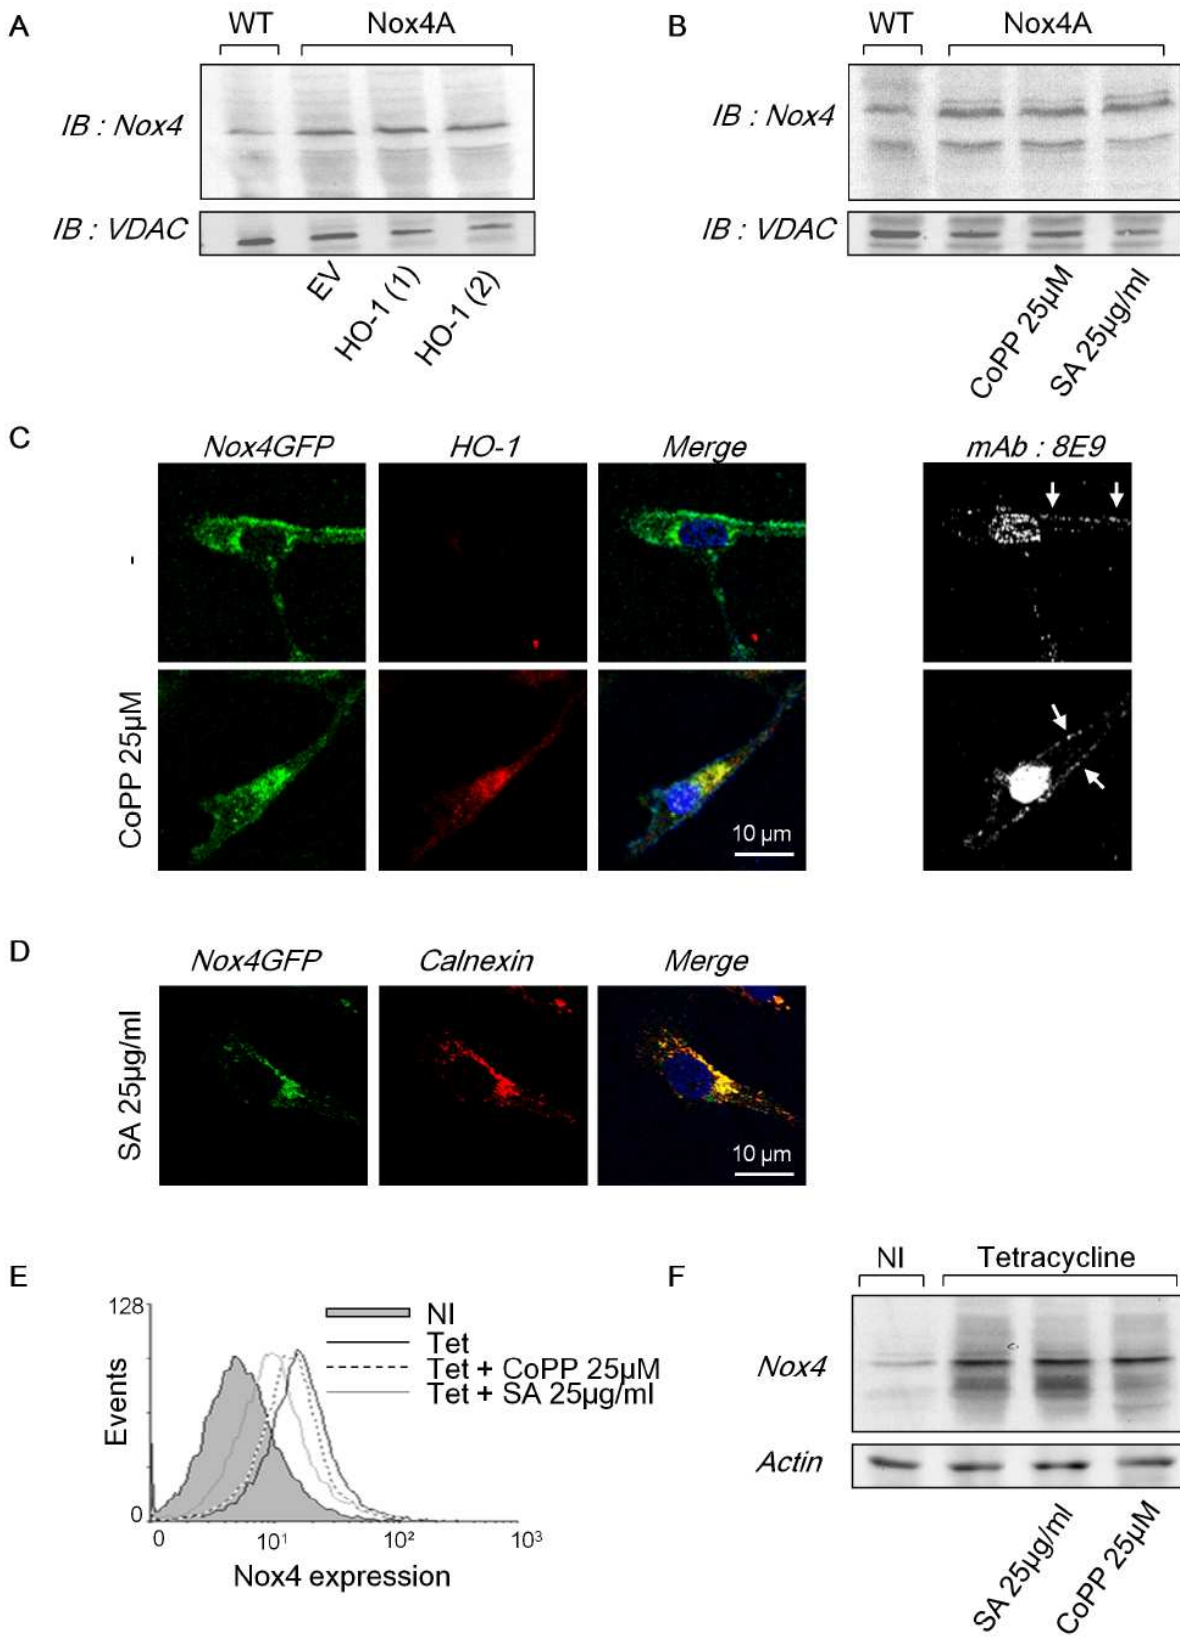 A
WT Nox4A
IB : Nox4
IB : VDAC
EV
HO-1 (1)
HO-1 (2)
B
WT Nox4A
IB : Nox4
IB : VDAC
CoPP 25µM
SA 25µg/ml
C
Nox4GFP HO-1 Merge mAb : 8E9
-
CoPP 25µM
10 µm
D
Nox4GFP Calnexin Merge
SA 25µg/ml
10 µm
E
128
Events
0
0 10¹ 10² 10³
Nox4 expression
NI
Tet
Tet + CoPP 25µM
Tet + SA 25µg/ml
F
NI Tetracycline
Nox4
Actin
SA 25µg/ml
CoPP 25µM